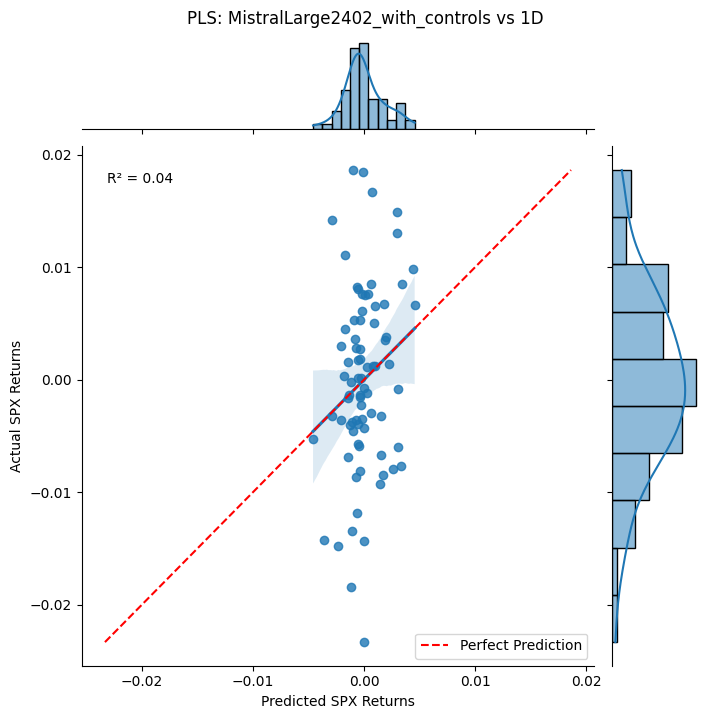 PLS: MistralLarge2402_with_controls vs 1D
R² = 0.04
0.02
0.01
0.00
−0.01
−0.02
Actual SPX Returns
Perfect Prediction
−0.02 −0.01 0.00 0.01 0.02
Predicted SPX Returns